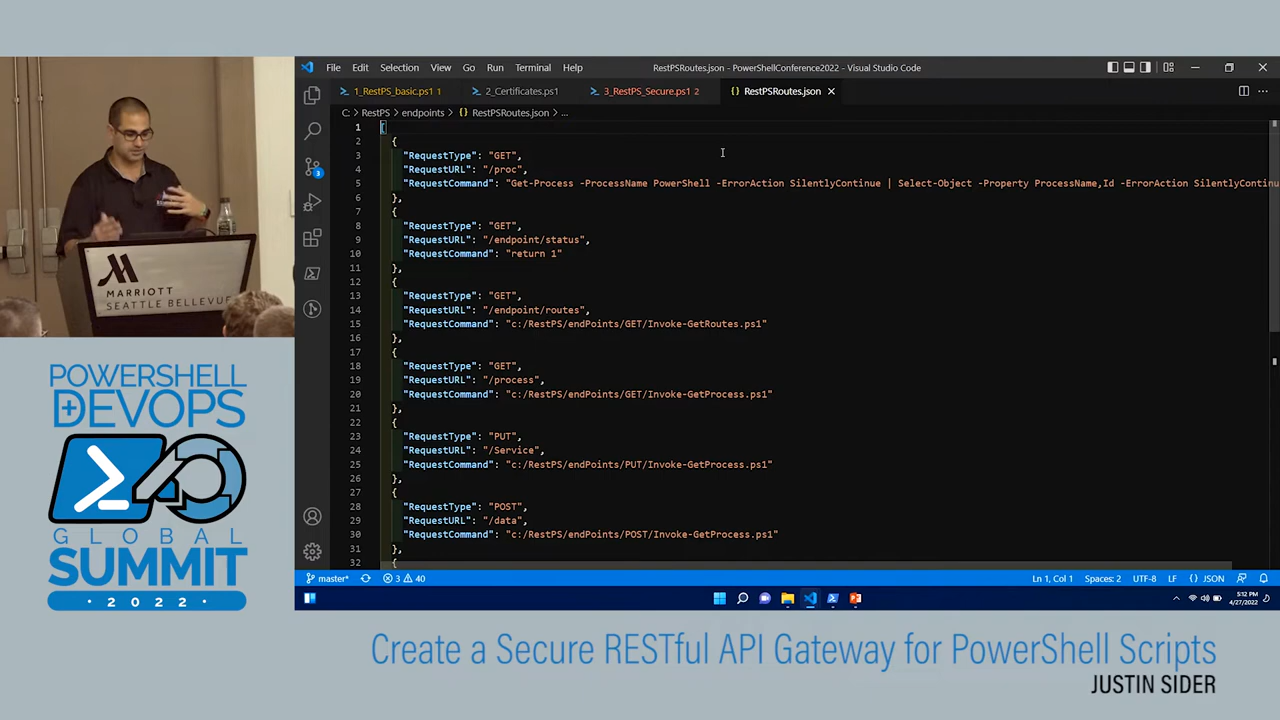 File Edit Selection View Go Run Terminal Help
RestPSRoutes.json - PowerShellConference2022 - Visual Studio Code
1_RestPS_basic.ps1 1
2_Certificates.ps1
3_RestPS_Secure.ps1 2
{} RestPSRoutes.json ×
C: > RestPS > endpoints > {} RestPSRoutes.json > ...
1 [
2 {
3 "RequestType": "GET",
4 "RequestURL": "/proc",
5 "RequestCommand": "Get-Process -ProcessName PowerShell -ErrorAction SilentlyContinue | Select-Object -Property ProcessName,Id -ErrorAction SilentlyContinu
6 },
7 {
8 "RequestType": "GET",
9 "RequestURL": "/endpoint/status",
10 "RequestCommand": "return 1"
11 },
12 {
13 "RequestType": "GET",
14 "RequestURL": "/endpoint/routes",
15 "RequestCommand": "c:/RestPS/endPoints/GET/Invoke-GetRoutes.ps1"
16 },
17 {
18 "RequestType": "GET",
19 "RequestURL": "/process",
20 "RequestCommand": "c:/RestPS/endPoints/GET/Invoke-GetProcess.ps1"
21 },
22 {
23 "RequestType": "PUT",
24 "RequestURL": "/Service",
25 "RequestCommand": "c:/RestPS/endPoints/PUT/Invoke-GetProcess.ps1"
26 },
27 {
28 "RequestType": "POST",
29 "RequestURL": "/data",
30 "RequestCommand": "c:/RestPS/endPoints/POST/Invoke-GetProcess.ps1"
31 },
32 {
3
master*
3 40
Ln 1, Col 1 Spaces: 2 UTF-8 LF {} JSON
5:12 PM
4/27/2022
MARRIOTT
SEATTLE BELLEVUE
POWERSHELL
+ DEVOPS
GLOBAL
SUMMIT
· 2022 ·
Create a Secure RESTful API Gateway for PowerShell Scripts
JUSTIN SIDER